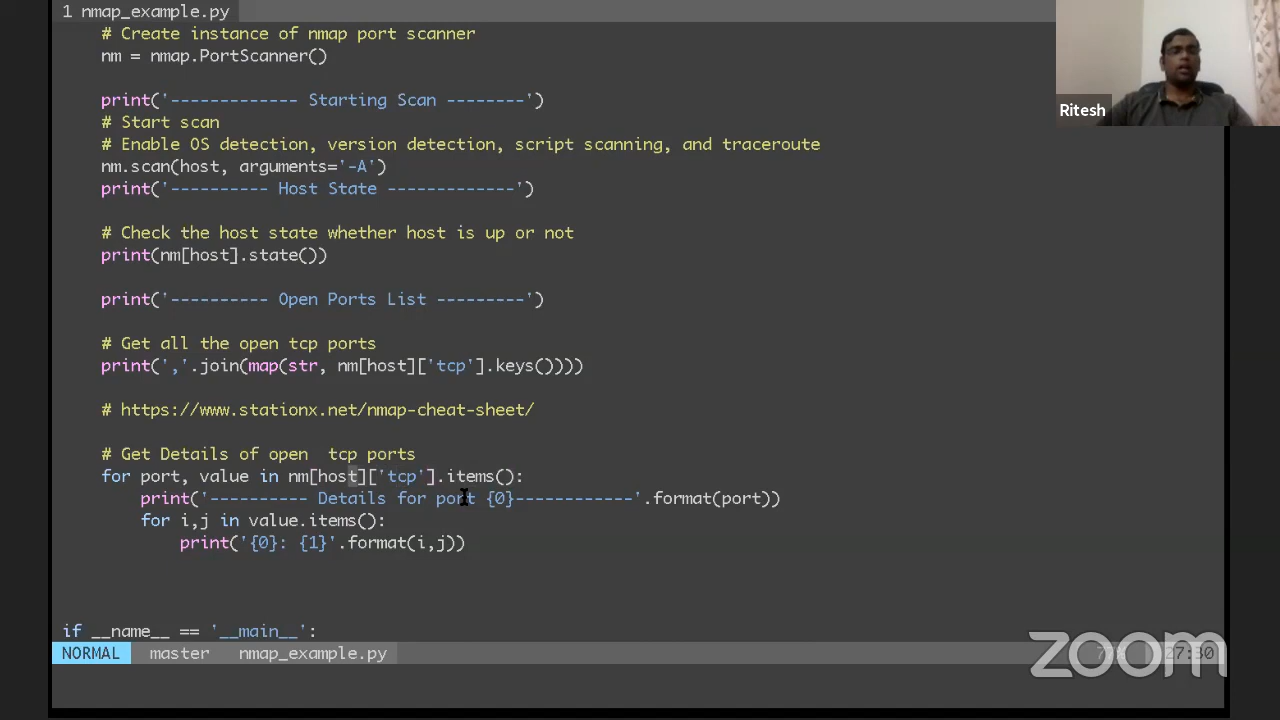 1 nmap_example.py
# Create instance of nmap port scanner
nm = nmap.PortScanner()
print('------------- Starting Scan --------')
# Start scan
# Enable OS detection, version detection, script scanning, and traceroute
nm.scan(host, arguments='-A')
print('---------- Host State -------------')
# Check the host state whether host is up or not
print(nm[host].state())
print('---------- Open Ports List ---------')
# Get all the open tcp ports
print(','.join(map(str, nm[host]['tcp'].keys())))
# https://www.stationx.net/nmap-cheat-sheet/
# Get Details of open  tcp ports
for port, value in nm[host]['tcp'].items():
print('---------- Details for port {0}------------'.format(port))
for i,j in value.items():
print('{0}: {1}'.format(i,j))
if __name__ == '__main__':
NORMAL master nmap_example.py 27:30
Ritesh
zoom